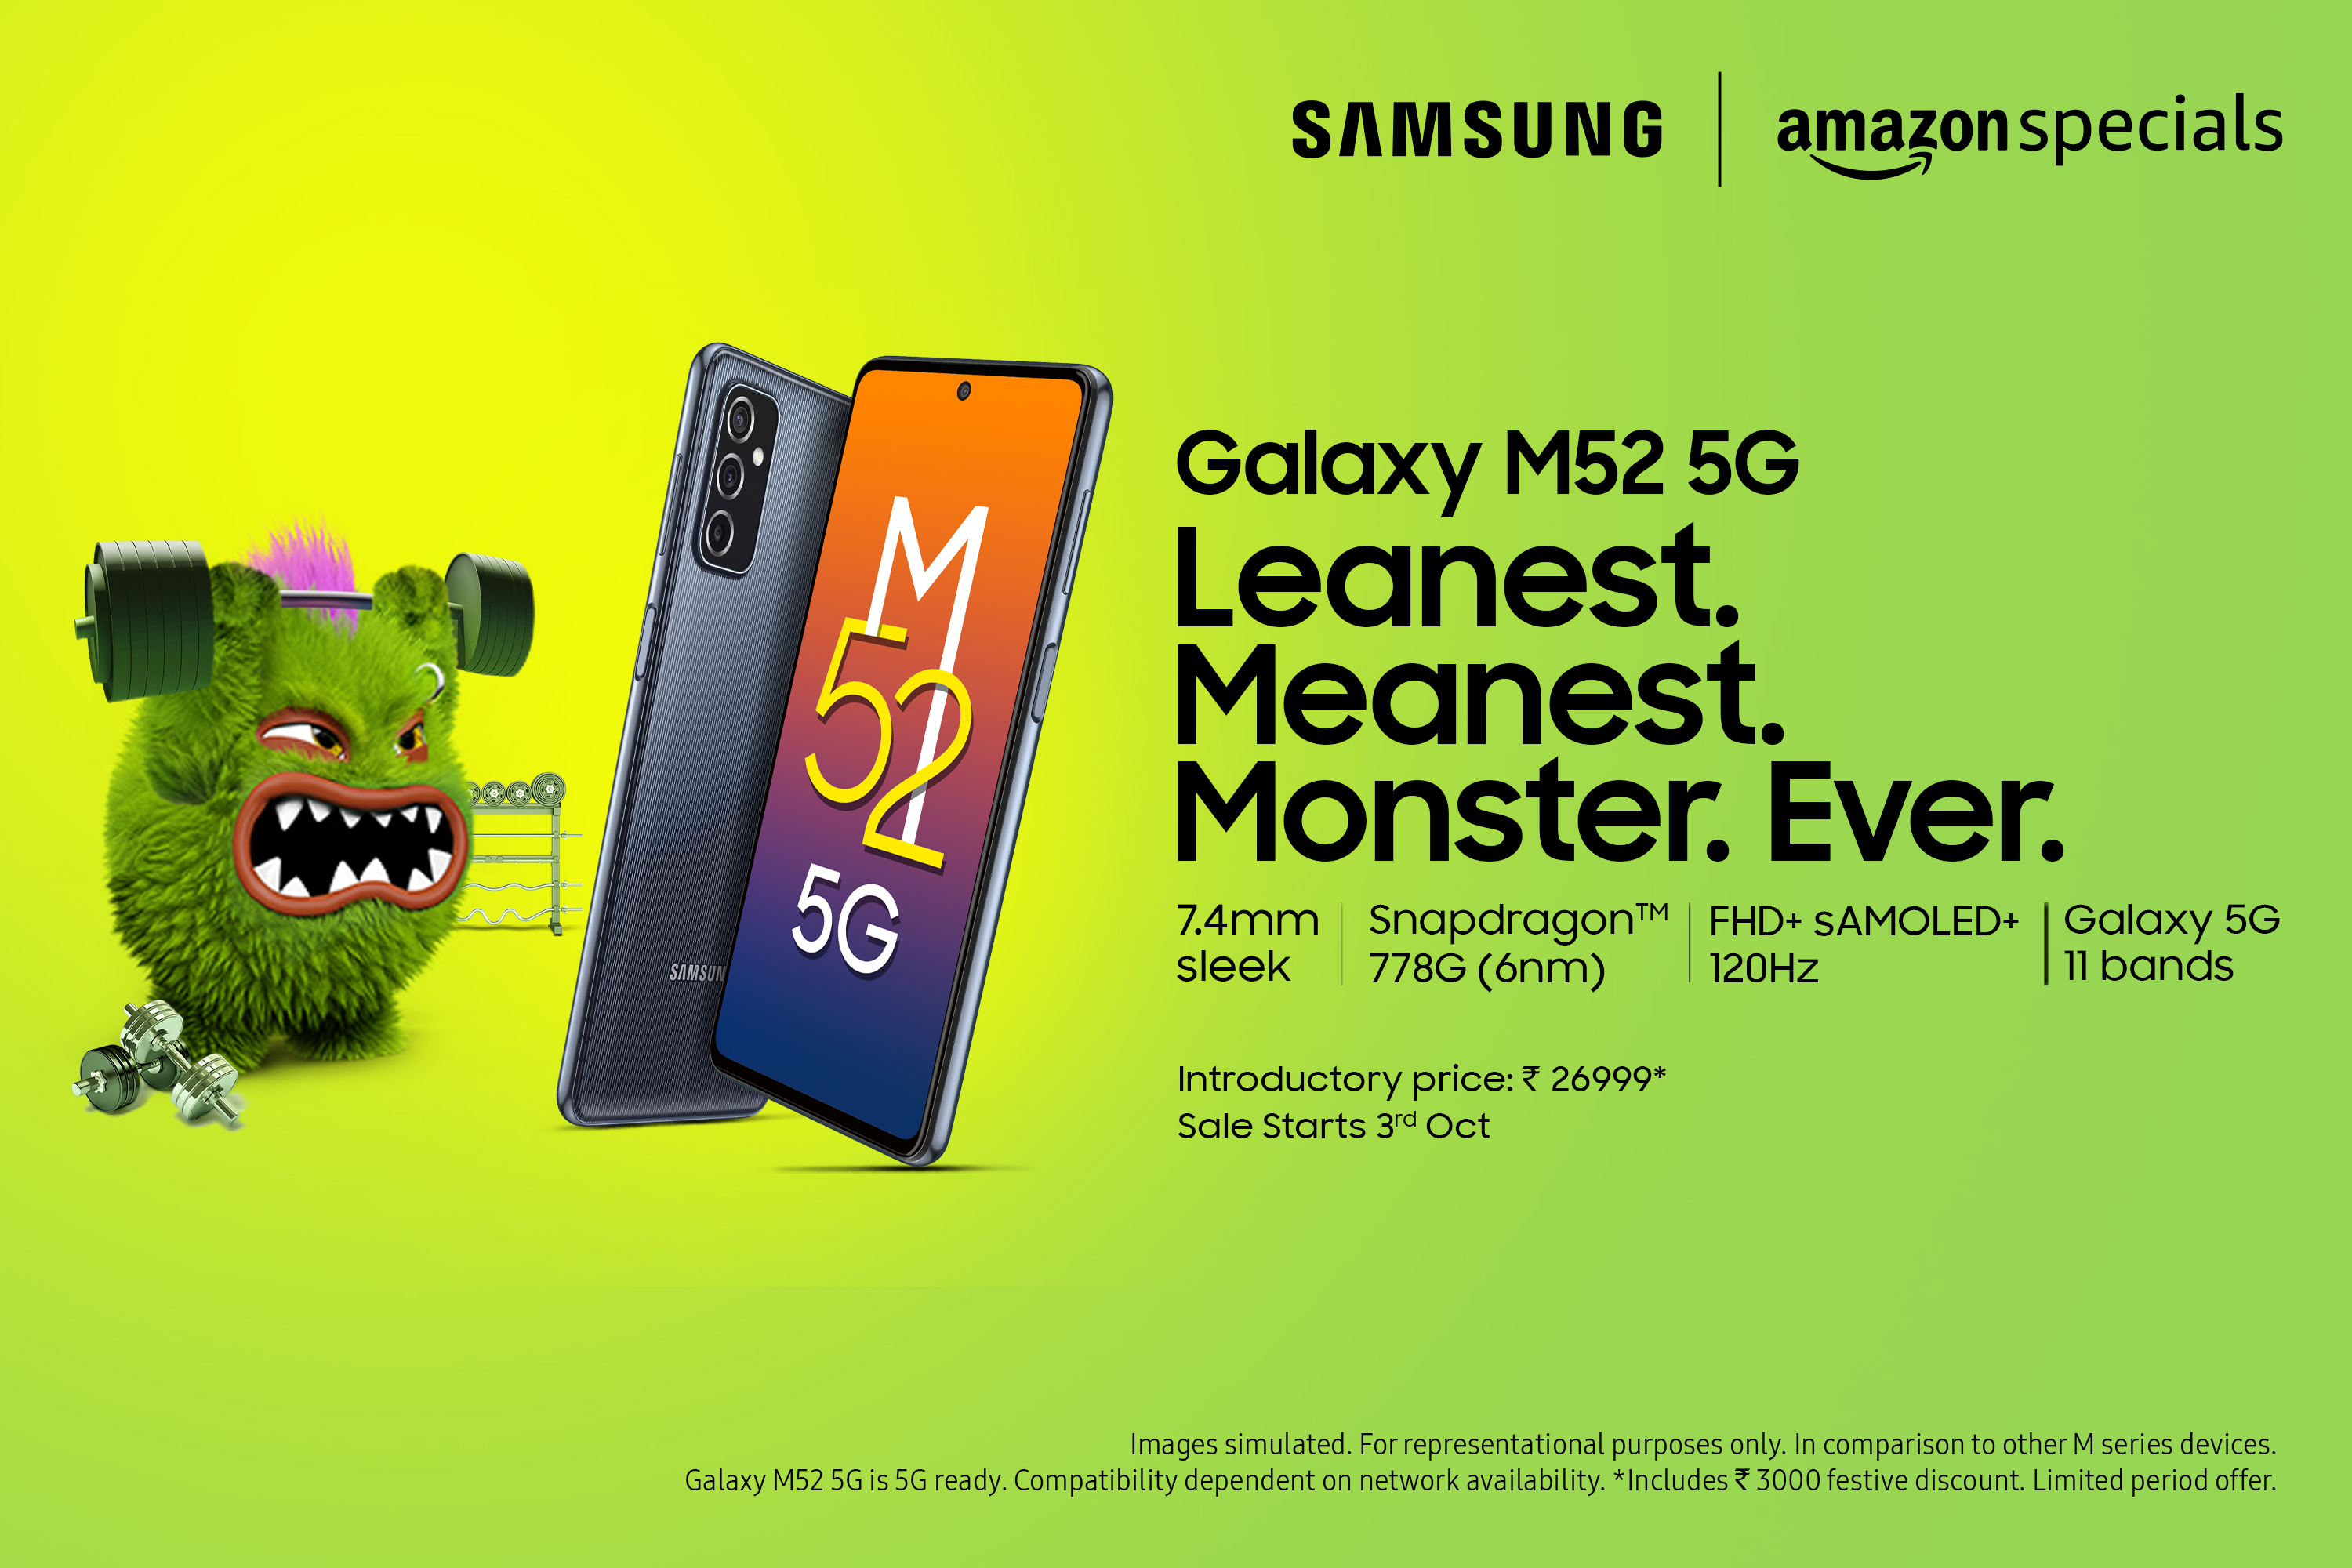 SAMSUNG | amazonspecials
M
52
5G
SAMSUN
Galaxy M52 5G
Leanest.
Meanest.
Monster. Ever.
7.4mm
sleek
Snapdragon™
778G (6nm)
FHD+ sAMOLED+
120Hz
Galaxy 5G
11 bands
Introductory price: ₹ 26999*
Sale Starts 3rd Oct
Images simulated. For representational purposes only. In comparison to other M series devices.
Galaxy M52 5G is 5G ready. Compatibility dependent on network availability. *Includes ₹ 3000 festive discount. Limited period offer.